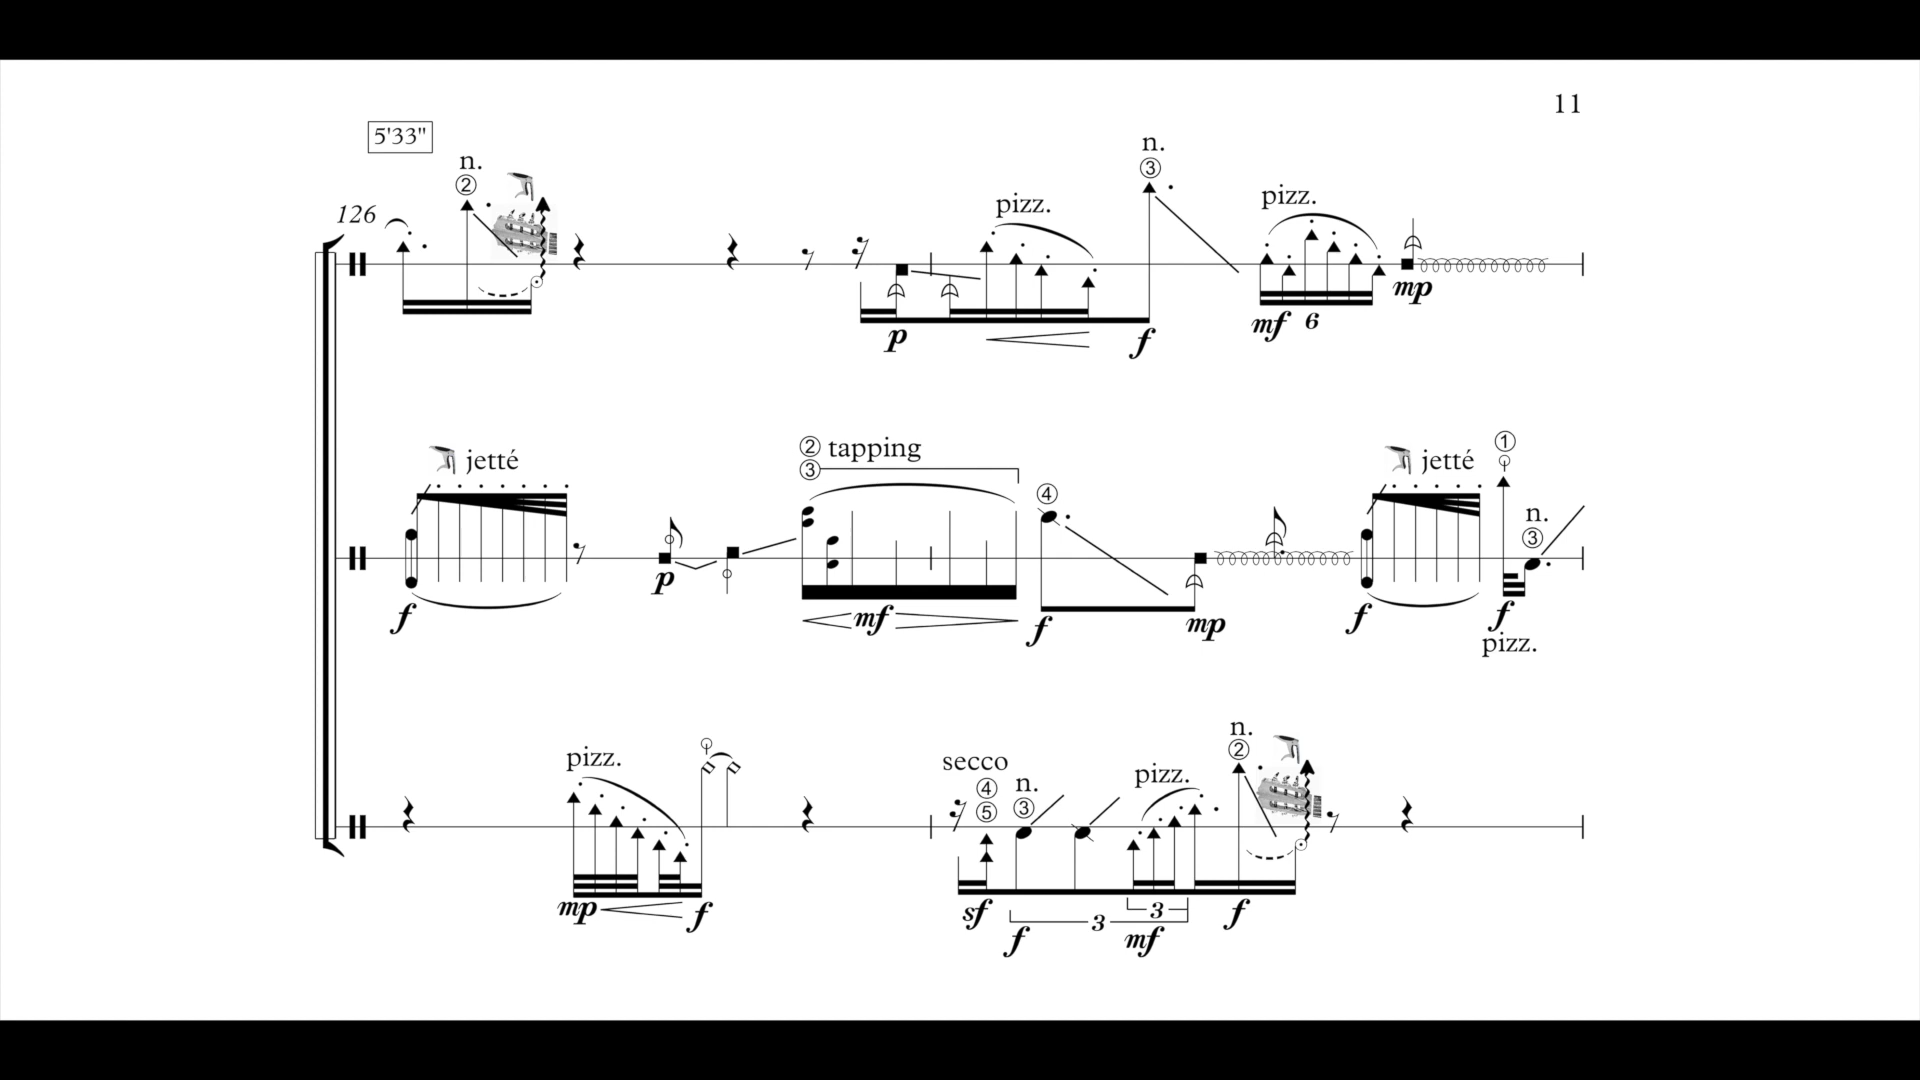 11
5'33"
126
n.
②
pizz.
n.
③
pizz.
p
f
mf 6
mp
jetté
② tapping
③
④
jetté
①
n.
③
f
p
mf
f
mp
f
f
pizz.
pizz.
secco
④
⑤
n.
③
pizz.
n.
②
mp
f
sf
f
3
3
mf
f